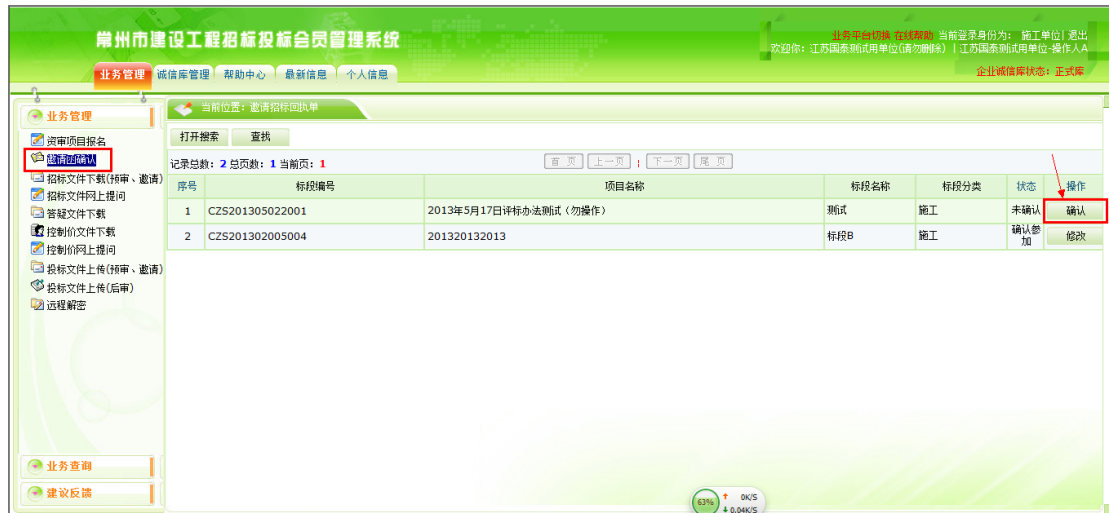 常州市建设工程招标投标会员管理系统
业务平台切换 在线帮助 当前登录身份为： 施工单位| 退出
欢迎你：江苏国泰测试用单位(请勿删除) | 江苏国泰测试用单位-操作人A
业务管理 诚信库管理 帮助中心 最新信息 个人信息
企业诚信库状态：正式库
业务管理
资审项目报名
邀请回确认
招标文件下载(预审、邀请)
招标文件网上提问
答疑文件下载
控制价文件下载
控制价网上提问
投标文件上传(预审、邀请)
投标文件上传(后审)
远程解密
业务查询
建议反馈
当前位置：邀请招标回执单
打开搜索 查找
记录总数：2 总页数：1 当前页：1
首 页 上一页 下一页 尾 页
序号 标段编号 项目名称 标段名称 标段分类 状态 操作
1 CZS201305022001 2013年5月17日评标办法测试（勿操作） 测试 施工 未确认 确认
2 CZS201302005004 201320132013 标段B 施工 确认参加 修改
63% ↑ 0K/S
↓ 0.04K/S